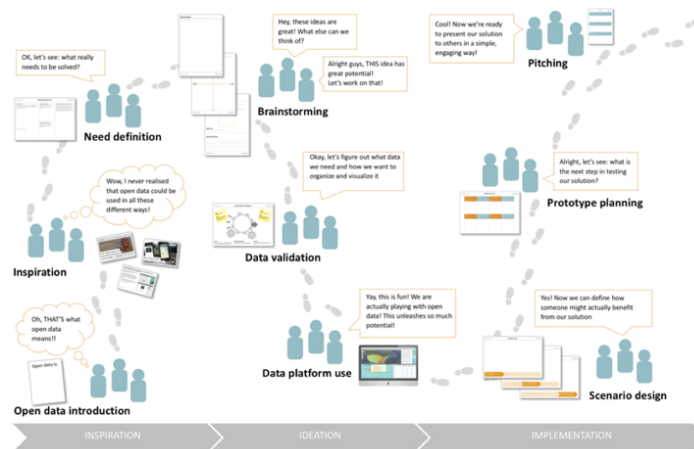 Oh, THAT'S what
open data
means!!
Open data is
Open data introduction
Wow, I never realised
that open data could be
used in all these
different ways!
Inspiration
OK, let's see: what really
needs to be solved?
Need definition
Hey, these ideas are
great! What else can we
think of?
Alright guys, THIS idea has
great potential!
Let's work on that!
Brainstorming
Okay, let's figure out what data
we need and how we want to
organize and visualize it
Data validation
Yay, this is fun! We are
actually playing with open
data! This unleashes so much
potential!
Data platform use
Yes! Now we can define how
someone might actually benefit
from our solution
Scenario design
Alright, let's see: what is
the next step in testing
our solution?
Prototype planning
Cool! Now we're ready
to present our solution
to others in a simple,
engaging way!
Pitching
INSPIRATION
IDEATION
IMPLEMENTATION